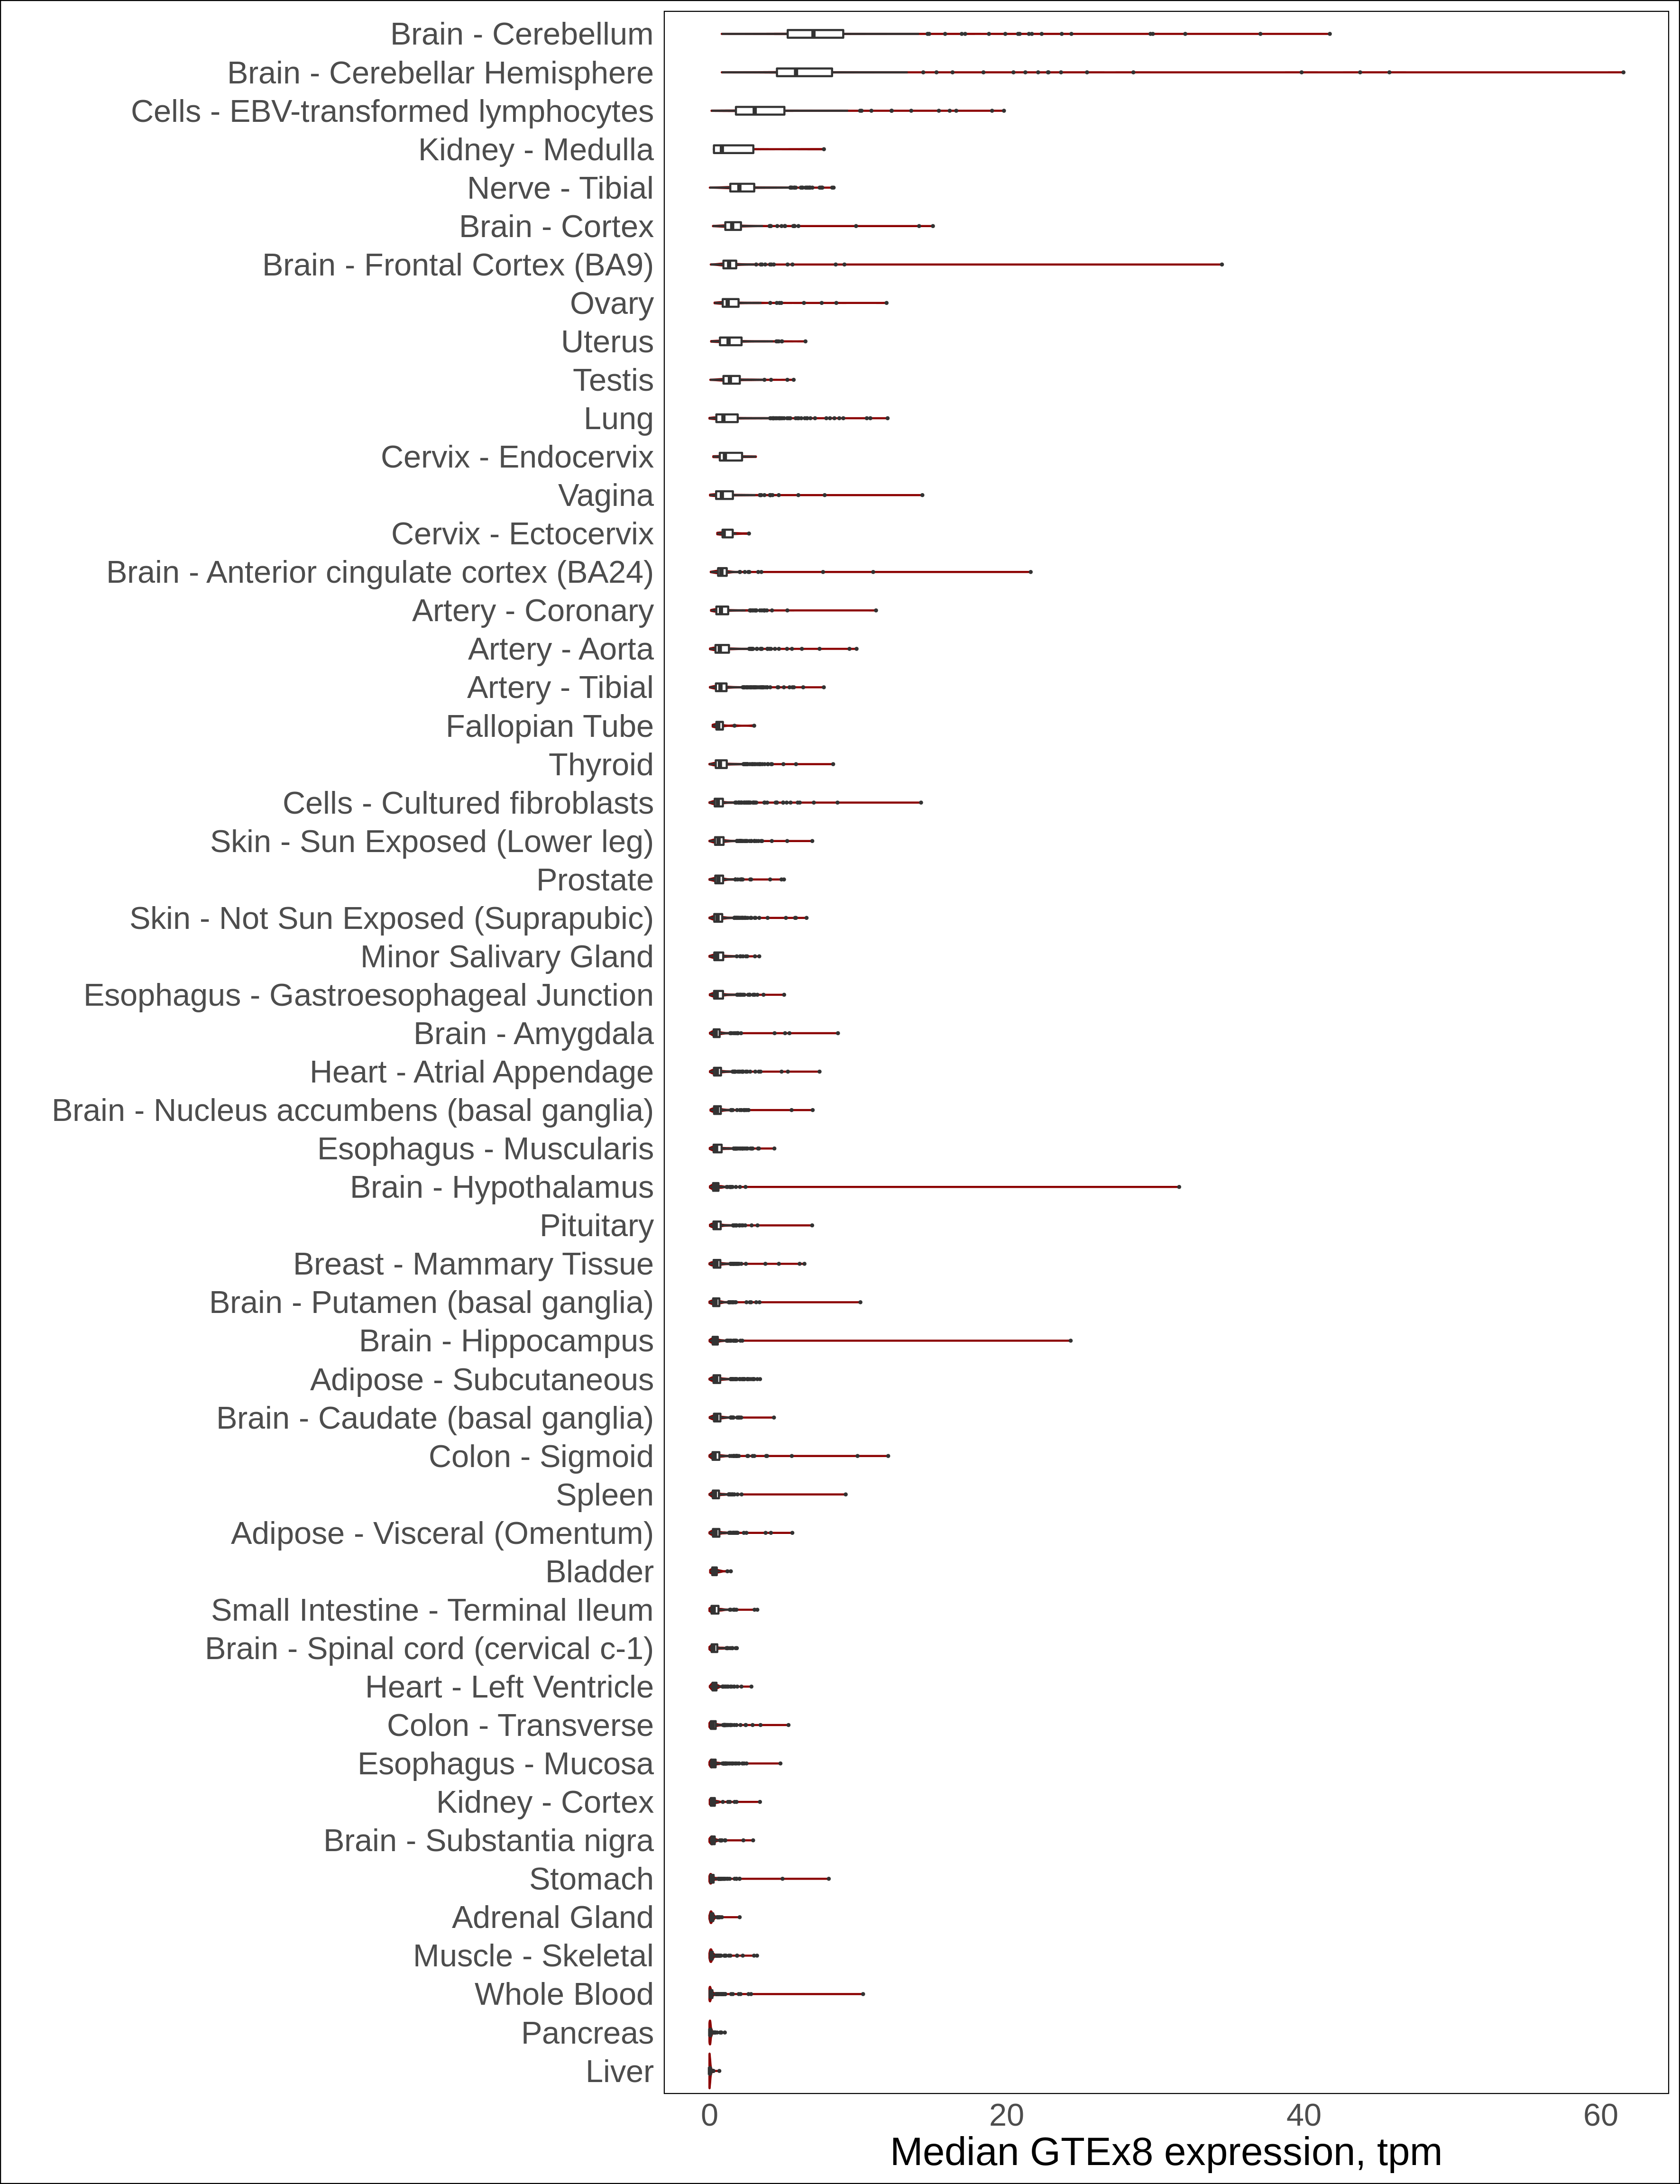 Brain - Cerebellum
Brain - Cerebellar Hemisphere
Cells - EBV-transformed lymphocytes
Kidney - Medulla
Nerve - Tibial
Brain - Cortex
Brain - Frontal Cortex (BA9)
Ovary
Uterus
Testis
Lung
Cervix - Endocervix
Vagina
Cervix - Ectocervix
Brain - Anterior cingulate cortex (BA24)
Artery - Coronary
Artery - Aorta
Artery - Tibial
Fallopian Tube
Thyroid
Cells - Cultured fibroblasts
Skin - Sun Exposed (Lower leg)
Prostate
Skin - Not Sun Exposed (Suprapubic)
Minor Salivary Gland
Esophagus - Gastroesophageal Junction
Brain - Amygdala
Heart - Atrial Appendage
Brain - Nucleus accumbens (basal ganglia)
Esophagus - Muscularis
Brain - Hypothalamus
Pituitary
Breast - Mammary Tissue
Brain - Putamen (basal ganglia)
Brain - Hippocampus
Adipose - Subcutaneous
Brain - Caudate (basal ganglia)
Colon - Sigmoid
Spleen
Adipose - Visceral (Omentum)
Bladder
Small Intestine - Terminal Ileum
Brain - Spinal cord (cervical c-1)
Heart - Left Ventricle
Colon - Transverse
Esophagus - Mucosa
Kidney - Cortex
Brain - Substantia nigra
Stomach
Adrenal Gland
Muscle - Skeletal
Whole Blood
Pancreas
Liver
0 20 40 60
Median GTEx8 expression, tpm